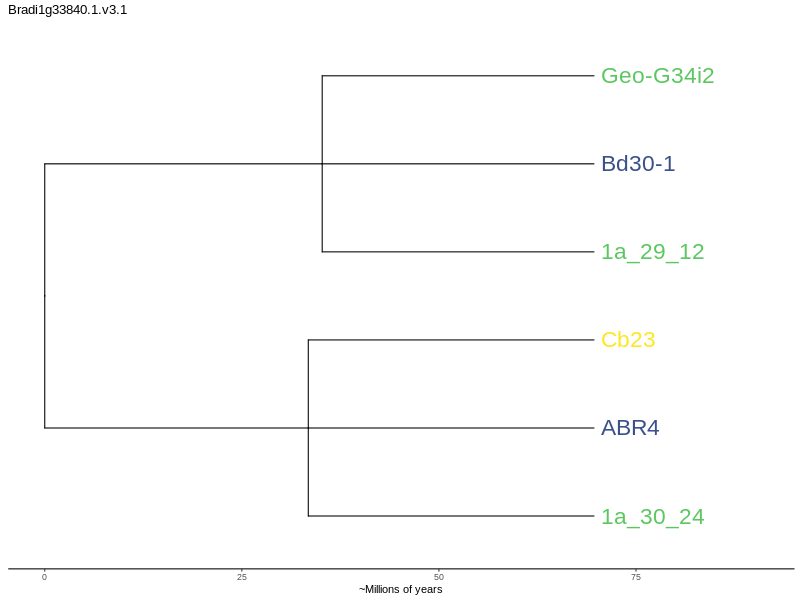 Bradi1g33840.1.v3.1
Geo-G34i2
Bd30-1
1a_29_12
Cb23
ABR4
1a_30_24
0 25 50 75
~Millions of years